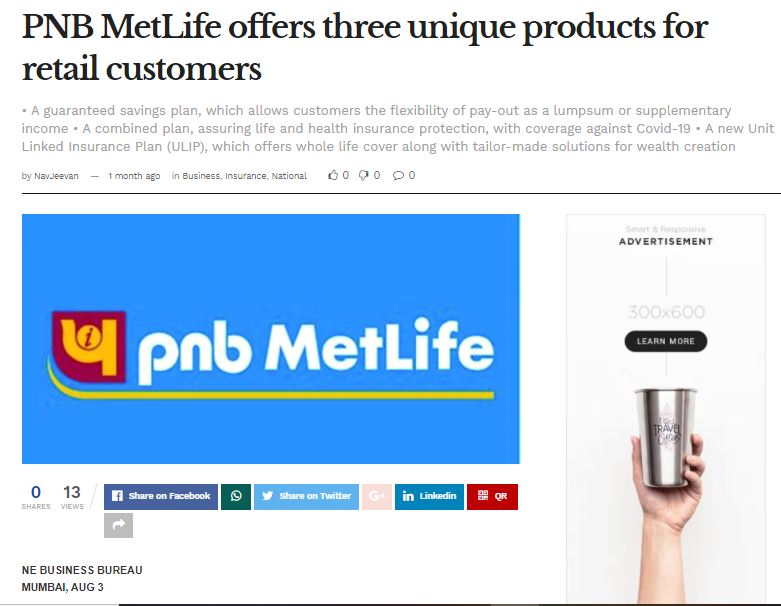 PNB MetLife offers three unique products for
retail customers
• A guaranteed savings plan, which allows customers the flexibility of pay-out as a lumpsum or supplementary
income • A combined plan, assuring life and health insurance protection, with coverage against Covid-19 • A new Unit
Linked Insurance Plan (ULIP), which offers whole life cover along with tailor-made solutions for wealth creation
by NavJeevan — 1 month ago in Business, Insurance, National 0 0 0
pnb MetLife
Smart & Responsive
ADVERTISEMENT
300x600
LEARN MORE
TRAVEL
0 SHARES
13 VIEWS
Share on Facebook
Share on Twitter
G+
in Linkedin
QR
NE BUSINESS BUREAU
MUMBAI, AUG 3